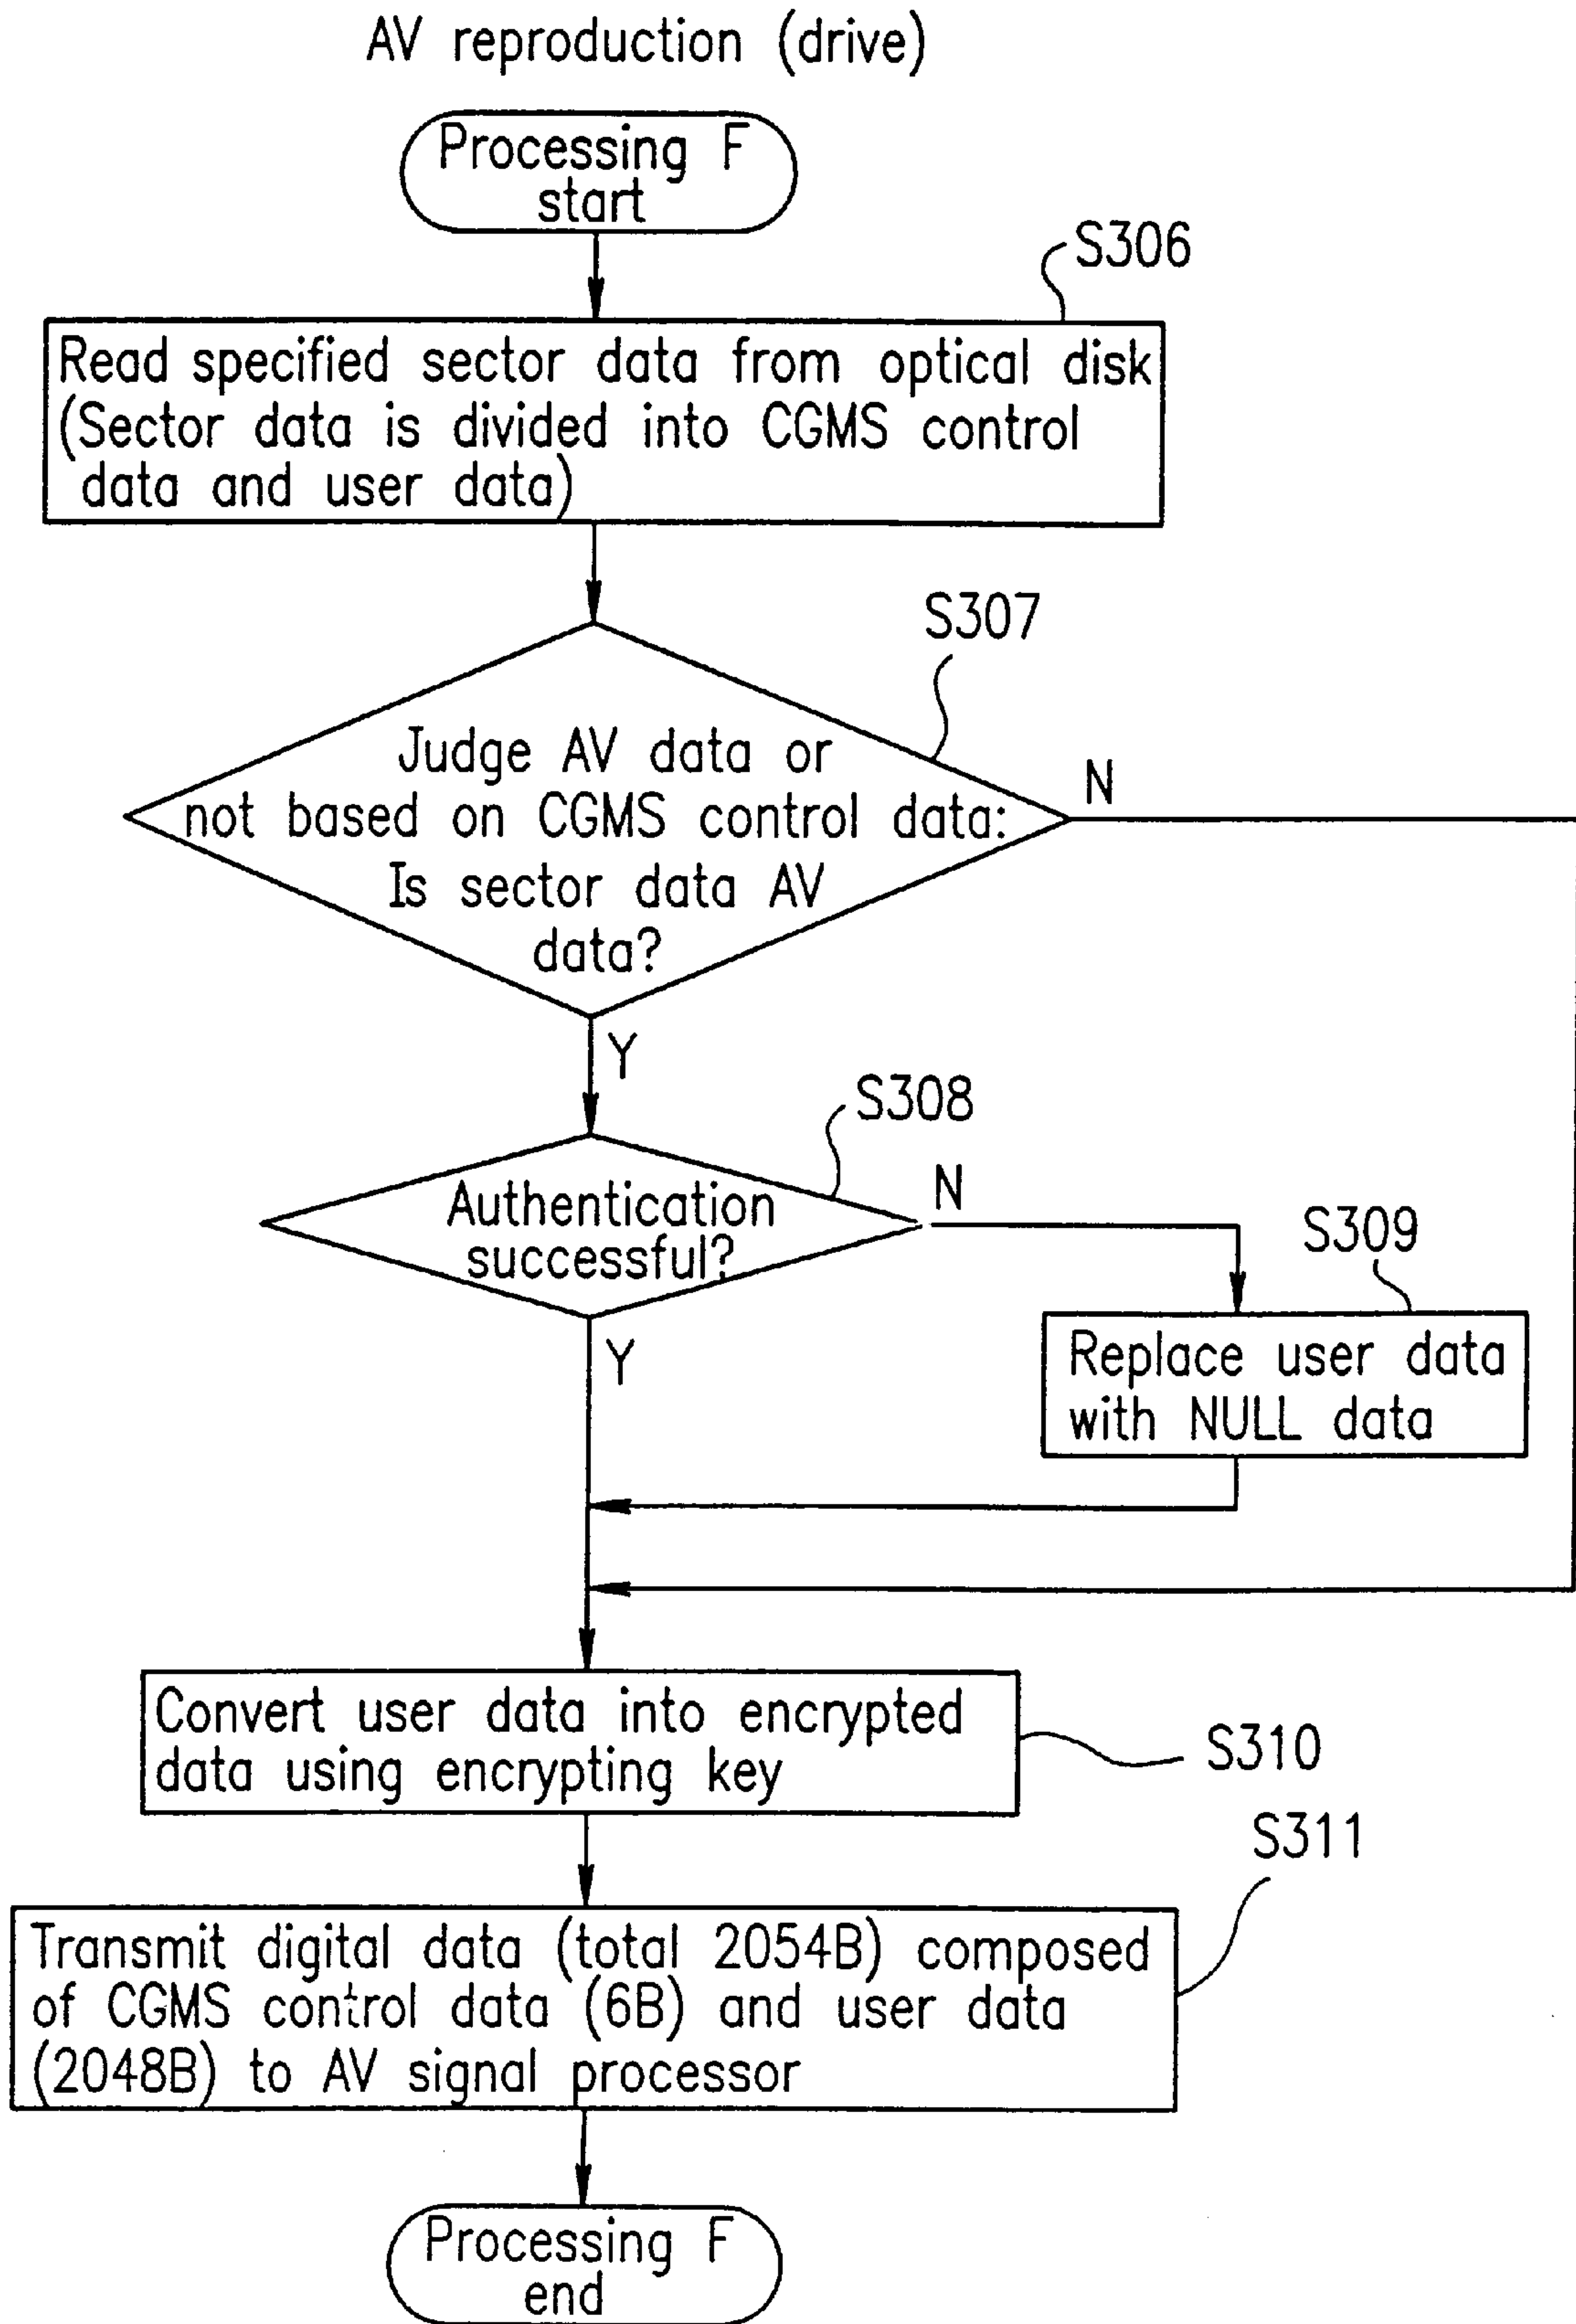 AV reproduction (drive)
Processing F
start
S306
Read specified sector data from optical disk
(Sector data is divided into CGMS control
data and user data)
S307
Judge AV data or
not based on CGMS control data:
Is sector data AV
data?
N
Y
S308
Authentication
successful?
N
S309
Replace user data
with NULL data
Y
Convert user data into encrypted
data using encrypting key
S310
S311
Transmit digital data (total 2054B) composed
of CGMS control data (6B) and user data
(2048B) to AV signal processor
Processing F
end